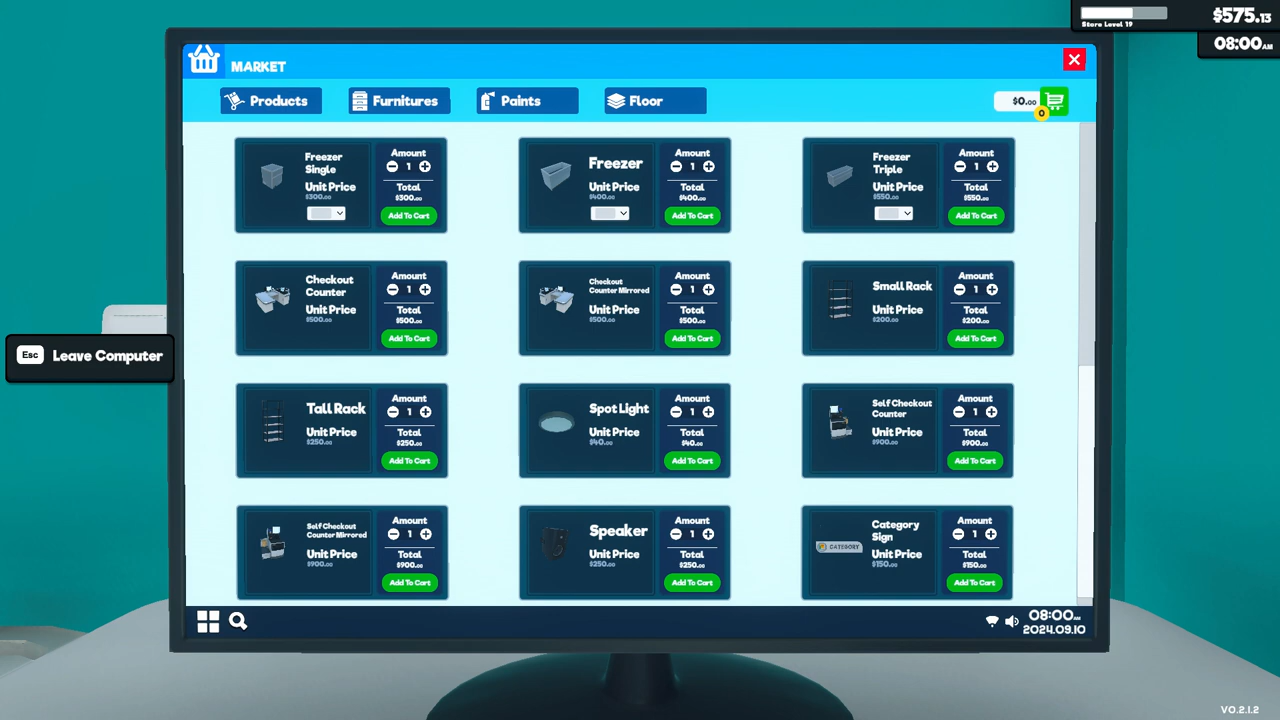 $575.13
Store Level 19
08:00AM
MARKET
Products
Furnitures
Paints
Floor
$0.00
0
Freezer
Single
Unit Price
$300.00
Amount
1
Total
$300.00
Add To Cart
Freezer
Unit Price
$400.00
Amount
1
Total
$400.00
Add To Cart
Freezer
Triple
Unit Price
$550.00
Amount
1
Total
$550.00
Add To Cart
Checkout
Counter
Unit Price
$500.00
Amount
1
Total
$500.00
Add To Cart
Checkout
Counter Mirrored
Unit Price
$500.00
Amount
1
Total
$500.00
Add To Cart
Small Rack
Unit Price
$200.00
Amount
1
Total
$200.00
Add To Cart
Esc Leave Computer
Tall Rack
Unit Price
$250.00
Amount
1
Total
$250.00
Add To Cart
Spot Light
Unit Price
$40.00
Amount
1
Total
$40.00
Add To Cart
Self Checkout
Counter
Unit Price
$900.00
Amount
1
Total
$900.00
Add To Cart
Self Checkout
Counter Mirrored
Unit Price
$900.00
Amount
1
Total
$900.00
Add To Cart
Speaker
Unit Price
$250.00
Amount
1
Total
$250.00
Add To Cart
CATEGORY
Category
Sign
Unit Price
$150.00
Amount
1
Total
$150.00
Add To Cart
08:00AM
2024.09.10
V0.2.1.2